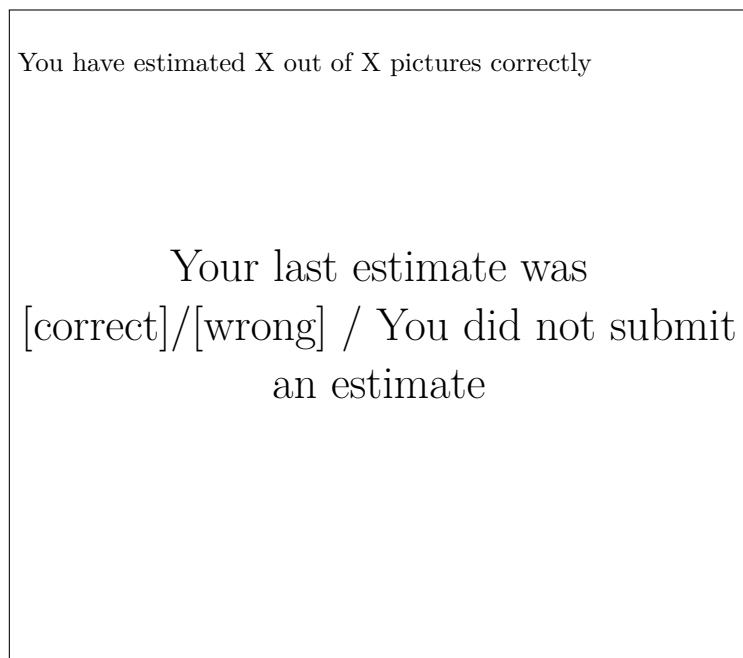 You have estimated X out of X pictures correctly
Your last estimate was
[correct]/[wrong] / You did not submit
an estimate